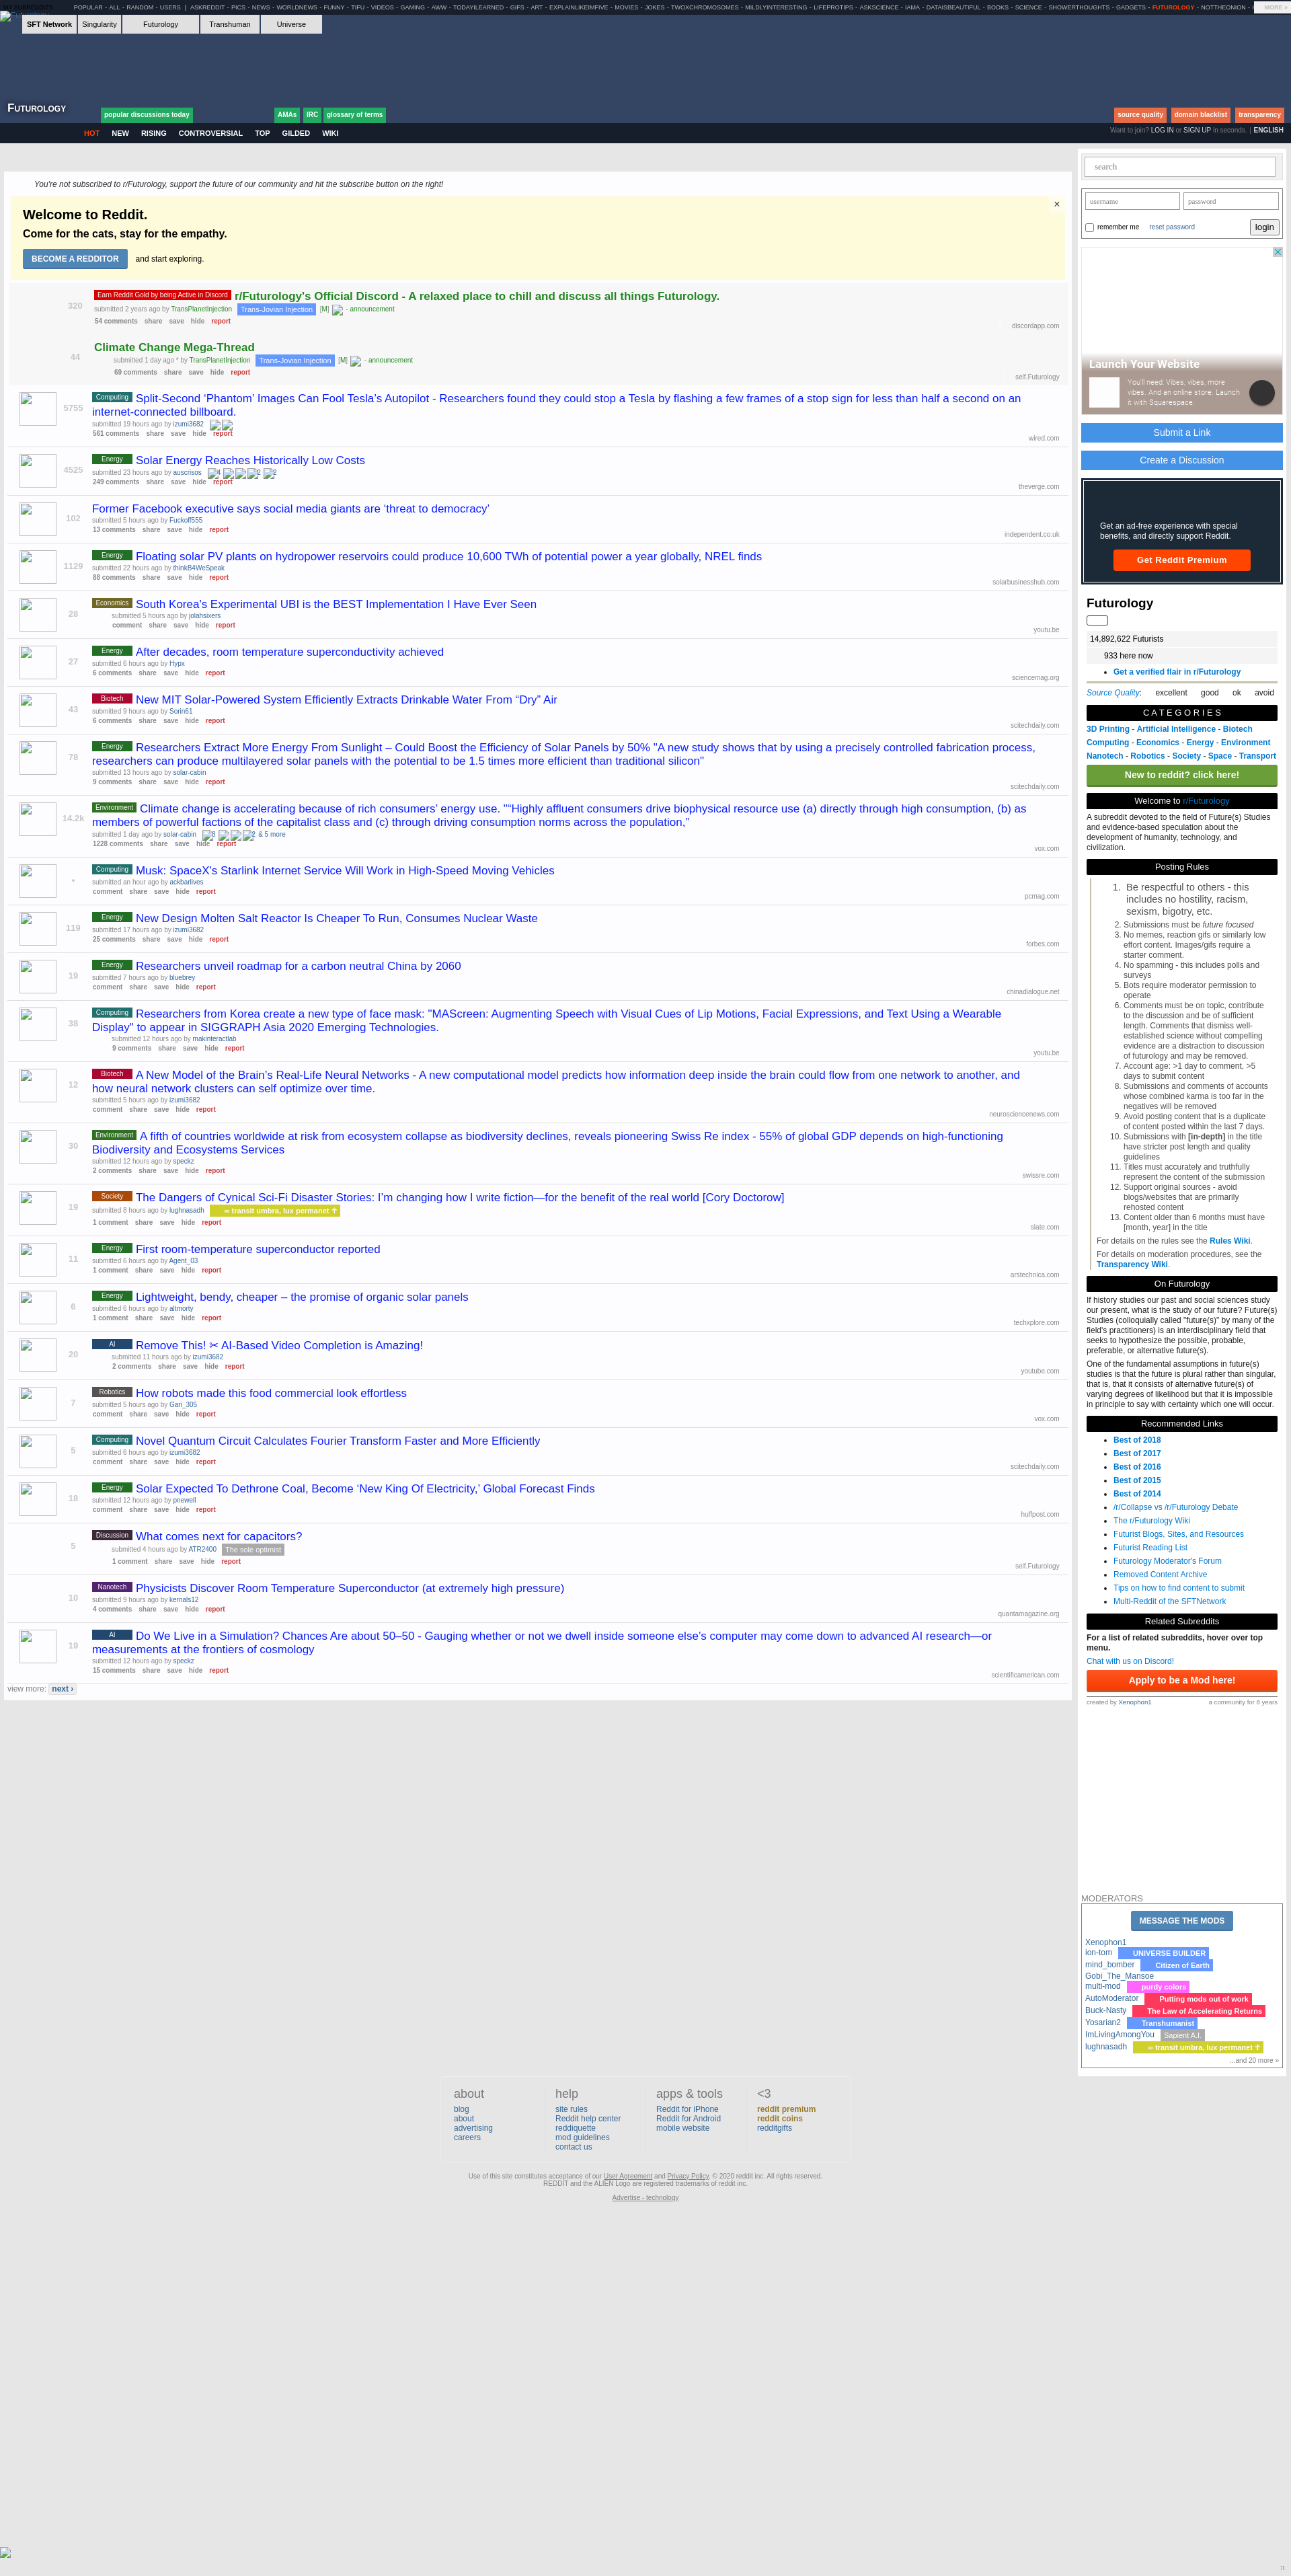 POPULAR - ALL - RANDOM - USERS | ASKREDDIT - PICS - NEWS - WORLDNEWS - FUNNY - TIFU - VIDEOS - GAMING - AWW - TODAYILEARNED - GIFS - ART - EXPLAINLIKEIMFIVE - MOVIES - JOKES - TWOXCHROMOSOMES - MILDLYINTERESTING - LIFEPROTIPS - ASKSCIENCE - IAMA - DATAISBEAUTIFUL - BOOKS - SCIENCE - SHOWERTHOUGHTS - GADGETS - FUTUROLOGY - NOTTHEONION - MORE »
SFT Network Singularity Futurology Transhuman Universe
Futurology
popular discussions today AMAs IRC glossary of terms source quality domain blacklist transparency
HOT NEW RISING CONTROVERSIAL TOP GILDED WIKI
Want to join? LOG IN or SIGN UP in seconds. | ENGLISH
You're not subscribed to r/Futurology, support the future of our community and hit the subscribe button on the right!
Welcome to Reddit.
Come for the cats, stay for the empathy.
BECOME A REDDITOR and start exploring.
×
320
Earn Reddit Gold by being Active in Discord r/Futurology's Official Discord - A relaxed place to chill and discuss all things Futurology.
submitted 2 years ago by TransPlanetInjection Trans-Jovian Injection [M] - announcement
54 comments share save hide report
discordapp.com
44
Climate Change Mega-Thread
submitted 1 day ago * by TransPlanetInjection Trans-Jovian Injection [M] - announcement
69 comments share save hide report
self.Futurology
5755
Computing Split-Second ‘Phantom’ Images Can Fool Tesla’s Autopilot - Researchers found they could stop a Tesla by flashing a few frames of a stop sign for less than half a second on an
internet-connected billboard.
submitted 19 hours ago by izumi3682
561 comments share save hide report
wired.com
4525
Energy Solar Energy Reaches Historically Low Costs
submitted 23 hours ago by auscrisos
249 comments share save hide report
theverge.com
102
Former Facebook executive says social media giants are ‘threat to democracy’
submitted 5 hours ago by Fuckoff555
13 comments share save hide report
independent.co.uk
1129
Energy Floating solar PV plants on hydropower reservoirs could produce 10,600 TWh of potential power a year globally, NREL finds
submitted 22 hours ago by thinkB4WeSpeak
88 comments share save hide report
solarbusinesshub.com
28
Economics South Korea's Experimental UBI is the BEST Implementation I Have Ever Seen
submitted 5 hours ago by jolahsixers
comment share save hide report
youtu.be
27
Energy After decades, room temperature superconductivity achieved
submitted 6 hours ago by Hypx
6 comments share save hide report
sciencemag.org
43
Biotech New MIT Solar-Powered System Efficiently Extracts Drinkable Water From “Dry” Air
submitted 9 hours ago by Sorin61
6 comments share save hide report
scitechdaily.com
78
Energy Researchers Extract More Energy From Sunlight – Could Boost the Efficiency of Solar Panels by 50% "A new study shows that by using a precisely controlled fabrication process,
researchers can produce multilayered solar panels with the potential to be 1.5 times more efficient than traditional silicon"
submitted 13 hours ago by solar-cabin
9 comments share save hide report
scitechdaily.com
14.2k
Environment Climate change is accelerating because of rich consumers’ energy use. "“Highly affluent consumers drive biophysical resource use (a) directly through high consumption, (b) as
members of powerful factions of the capitalist class and (c) through driving consumption norms across the population,”
submitted 1 day ago by solar-cabin 3 2 & 5 more
1228 comments share save hide report
vox.com
•
Computing Musk: SpaceX's Starlink Internet Service Will Work in High-Speed Moving Vehicles
submitted an hour ago by ackbarlives
comment share save hide report
pcmag.com
119
Energy New Design Molten Salt Reactor Is Cheaper To Run, Consumes Nuclear Waste
submitted 17 hours ago by izumi3682
25 comments share save hide report
forbes.com
19
Energy Researchers unveil roadmap for a carbon neutral China by 2060
submitted 7 hours ago by bluebrey
comment share save hide report
chinadialogue.net
38
Computing Researchers from Korea create a new type of face mask: "MAScreen: Augmenting Speech with Visual Cues of Lip Motions, Facial Expressions, and Text Using a Wearable
Display" to appear in SIGGRAPH Asia 2020 Emerging Technologies.
submitted 12 hours ago by makinteractlab
9 comments share save hide report
youtu.be
12
Biotech A New Model of the Brain’s Real-Life Neural Networks - A new computational model predicts how information deep inside the brain could flow from one network to another, and
how neural network clusters can self optimize over time.
submitted 5 hours ago by izumi3682
comment share save hide report
neurosciencenews.com
30
Environment A fifth of countries worldwide at risk from ecosystem collapse as biodiversity declines, reveals pioneering Swiss Re index - 55% of global GDP depends on high-functioning
Biodiversity and Ecosystems Services
submitted 12 hours ago by speckz
2 comments share save hide report
swissre.com
19
Society The Dangers of Cynical Sci-Fi Disaster Stories: I’m changing how I write fiction—for the benefit of the real world [Cory Doctorow]
submitted 8 hours ago by lughnasadh ∞ transit umbra, lux permanet ☥
1 comment share save hide report
slate.com
11
Energy First room-temperature superconductor reported
submitted 6 hours ago by Agent_03
1 comment share save hide report
arstechnica.com
6
Energy Lightweight, bendy, cheaper – the promise of organic solar panels
submitted 6 hours ago by altmorty
1 comment share save hide report
techxplore.com
20
AI Remove This! ✂ AI-Based Video Completion is Amazing!
submitted 11 hours ago by izumi3682
2 comments share save hide report
youtube.com
7
Robotics How robots made this food commercial look effortless
submitted 5 hours ago by Gari_305
comment share save hide report
vox.com
5
Computing Novel Quantum Circuit Calculates Fourier Transform Faster and More Efficiently
submitted 6 hours ago by izumi3682
comment share save hide report
scitechdaily.com
18
Energy Solar Expected To Dethrone Coal, Become ‘New King Of Electricity,’ Global Forecast Finds
submitted 12 hours ago by pnewell
comment share save hide report
huffpost.com
5
Discussion What comes next for capacitors?
submitted 4 hours ago by ATR2400 The sole optimist
1 comment share save hide report
self.Futurology
10
Nanotech Physicists Discover Room Temperature Superconductor (at extremely high pressure)
submitted 9 hours ago by kernals12
4 comments share save hide report
quantamagazine.org
19
AI Do We Live in a Simulation? Chances Are about 50–50 - Gauging whether or not we dwell inside someone else’s computer may come down to advanced AI research—or
measurements at the frontiers of cosmology
submitted 12 hours ago by speckz
15 comments share save hide report
scientificamerican.com
view more: next ›
search
username password
remember me reset password login
Launch Your Website
You'll need: Vibes, vibes, more
vibes. And an online store. Launch
it with Squarespace.
Submit a Link
Create a Discussion
Get an ad-free experience with special
benefits, and directly support Reddit.
Get Reddit Premium
Futurology
14,892,622 Futurists
933 here now
• Get a verified flair in r/Futurology
Source Quality: excellent good ok avoid
CATEGORIES
3D Printing - Artificial Intelligence - Biotech
Computing - Economics - Energy - Environment
Nanotech - Robotics - Society - Space - Transport
New to reddit? click here!
Welcome to r/Futurology
A subreddit devoted to the field of Future(s) Studies
and evidence-based speculation about the
development of humanity, technology, and
civilization.
Posting Rules
1. Be respectful to others - this
includes no hostility, racism,
sexism, bigotry, etc.
2. Submissions must be future focused
3. No memes, reaction gifs or similarly low
effort content. Images/gifs require a
starter comment.
4. No spamming - this includes polls and
surveys
5. Bots require moderator permission to
operate
6. Comments must be on topic, contribute
to the discussion and be of sufficient
length. Comments that dismiss well-
established science without compelling
evidence are a distraction to discussion
of futurology and may be removed.
7. Account age: >1 day to comment, >5
days to submit content
8. Submissions and comments of accounts
whose combined karma is too far in the
negatives will be removed
9. Avoid posting content that is a duplicate
of content posted within the last 7 days.
10. Submissions with [in-depth] in the title
have stricter post length and quality
guidelines
11. Titles must accurately and truthfully
represent the content of the submission
12. Support original sources - avoid
blogs/websites that are primarily
rehosted content
13. Content older than 6 months must have
[month, year] in the title
For details on the rules see the Rules Wiki.
For details on moderation procedures, see the
Transparency Wiki.
On Futurology
If history studies our past and social sciences study
our present, what is the study of our future? Future(s)
Studies (colloquially called "future(s)" by many of the
field's practitioners) is an interdisciplinary field that
seeks to hypothesize the possible, probable,
preferable, or alternative future(s).
One of the fundamental assumptions in future(s)
studies is that the future is plural rather than singular,
that is, that it consists of alternative future(s) of
varying degrees of likelihood but that it is impossible
in principle to say with certainty which one will occur.
Recommended Links
• Best of 2018
• Best of 2017
• Best of 2016
• Best of 2015
• Best of 2014
• /r/Collapse vs /r/Futurology Debate
• The r/Futurology Wiki
• Futurist Blogs, Sites, and Resources
• Futurist Reading List
• Futurology Moderator's Forum
• Removed Content Archive
• Tips on how to find content to submit
• Multi-Reddit of the SFTNetwork
Related Subreddits
For a list of related subreddits, hover over top
menu.
Chat with us on Discord!
Apply to be a Mod here!
created by Xenophon1 a community for 8 years
MODERATORS
MESSAGE THE MODS
Xenophon1
ion-tom UNIVERSE BUILDER
mind_bomber Citizen of Earth
Gobi_The_Mansoe
multi-mod purdy colors
AutoModerator Putting mods out of work
Buck-Nasty The Law of Accelerating Returns
Yosarian2 Transhumanist
ImLivingAmongYou Sapient A.I.
lughnasadh ∞ transit umbra, lux permanet ☥
...and 20 more »
about
blog
about
advertising
careers
help
site rules
Reddit help center
reddiquette
mod guidelines
contact us
apps & tools
Reddit for iPhone
Reddit for Android
mobile website
<3
reddit premium
reddit coins
redditgifts
Use of this site constitutes acceptance of our User Agreement and Privacy Policy. © 2020 reddit inc. All rights reserved.
REDDIT and the ALIEN Logo are registered trademarks of reddit inc.
Advertise - technology
π